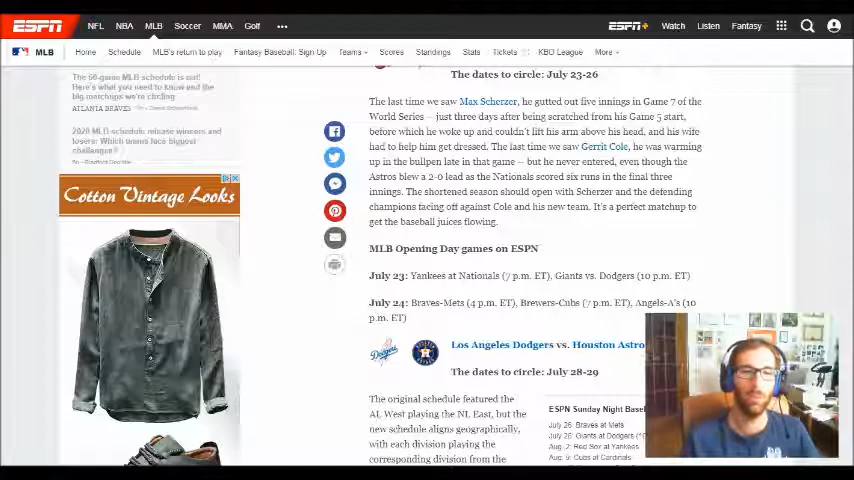 ESPN NFL NBA MLB Soccer MMA Golf ••• ESPN+ Watch Listen Fantasy
MLB Home Schedule MLB's return to play Fantasy Baseball: Sign Up Teams Scores Standings Stats Tickets KBO League More
The 60-game MLB schedule is out!
Here's what you need to know and the
big matchups we're circling
ATLANTA BRAVES
2020 MLB schedule release winners and
losers: Which teams face biggest
challenges?
Cotton Vintage Looks
The dates to circle: July 23-26
The last time we saw Max Scherzer, he gutted out five innings in Game 7 of the
World Series — just three days after being scratched from his Game 5 start,
before which he woke up and couldn't lift his arm above his head, and his wife
had to help him get dressed. The last time we saw Gerrit Cole, he was warming
up in the bullpen late in that game — but he never entered, even though the
Astros blew a 2-0 lead as the Nationals scored six runs in the final three
innings. The shortened season should open with Scherzer and the defending
champions facing off against Cole and his new team. It's a perfect matchup to
get the baseball juices flowing.
MLB Opening Day games on ESPN
July 23: Yankees at Nationals (7 p.m. ET), Giants vs. Dodgers (10 p.m. ET)
July 24: Braves-Mets (4 p.m. ET), Brewers-Cubs (7 p.m. ET), Angels-A's (10
p.m. ET)
Dodgers
Los Angeles Dodgers vs. Houston Astro
The dates to circle: July 28-29
The original schedule featured the
AL West playing the NL East, but the
new schedule aligns geographically,
with each division playing the
corresponding division from the
ESPN Sunday Night Base
July 26: Braves at Mets
July 26: Giants at Dodgers
Aug. 2: Red Sox at Yankees
Aug. 9: Cubs at Cardinals